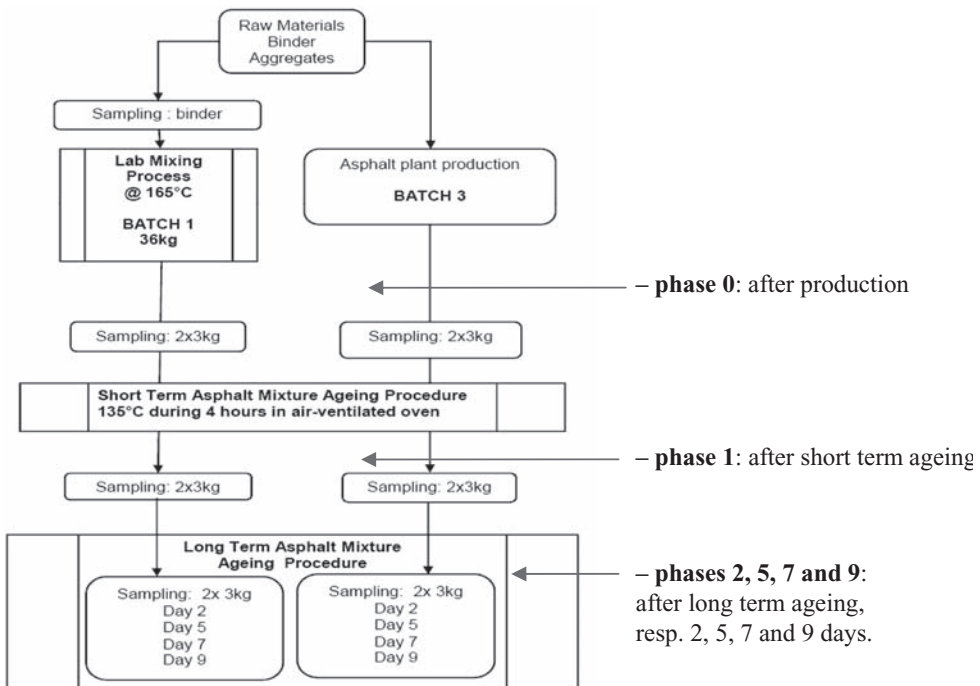 Raw Materials
Binder
Aggregates
Sampling : binder
Lab Mixing
Process
@ 165°C
BATCH 1
36kg
Asphalt plant production
BATCH 3
– phase 0: after production
Sampling: 2x3kg
Sampling: 2x3kg
Short Term Asphalt Mixture Ageing Procedure
135°C during 4 hours in air-ventilated oven
– phase 1: after short term ageing
Sampling: 2x3kg
Sampling: 2x3kg
Long Term Asphalt Mixture
Ageing Procedure
Sampling: 2x 3kg
Day 2
Day 5
Day 7
Day 9
Sampling: 2x 3kg
Day 2
Day 5
Day 7
Day 9
– phases 2, 5, 7 and 9:
after long term ageing,
resp. 2, 5, 7 and 9 days.